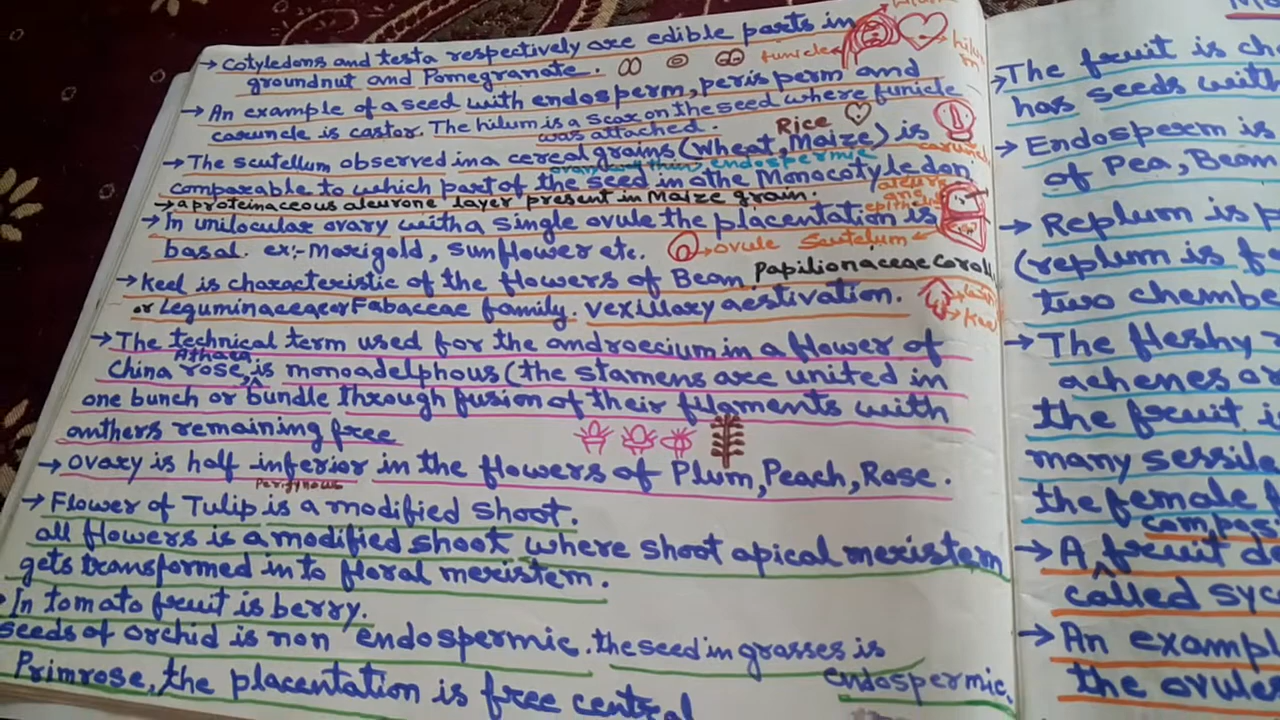 → cotyledons and testa respectively are edible parts in
groundnut and Pomegranate.
funicle
→ An example of a seed with endosperm, perisperm and
caruncle is castor. The hilum is a scar on the seed where funicle
was attached.
Rice
→ The scutellum observed in a cereal grains (wheat, Maize) is
endospermic
comparable to which part of the seed in othe Monocotyledon
→ a proteinaceous aleurone layer present in Maize grain.
→ In unilocular ovary with a single ovule the placentation is
basal. ex:- Marigold, sunflower etc.
→ ovule Scutelum
→ Keel is characteristic of the flowers of Bean Papilionaceae Coroll
or Leguminaceae or Fabaceae family. vexillary aestivation.
→ The technical term used for the androecium in a flower of
China rose, is monoadelphous (the stamens are united in
one bunch or bundle through fusion of their filaments with
anthers remaining free
→ ovary is half inferior in the flowers of Plum, Peach, Rose.
Perigynous
→ Flower of Tulip is a modified shoot.
all flowers is a modified shoot where shoot apical meristem
gets transformed in to floral meristem.
In tomato fruit is berry.
seeds of orchid is non endospermic. the seed in grasses is
endospermic.
Primrose, the placentation is free central
→ The fruit is ch
has seeds with
→ Endosperm is
of Pea, Bean
→ Replum is p
(replum is f
two chambe
→ The fleshy
achenes or
the fruit i
many sessile
the female f
compos
→ A fruit de
called syc
→ An exampl
the ovules